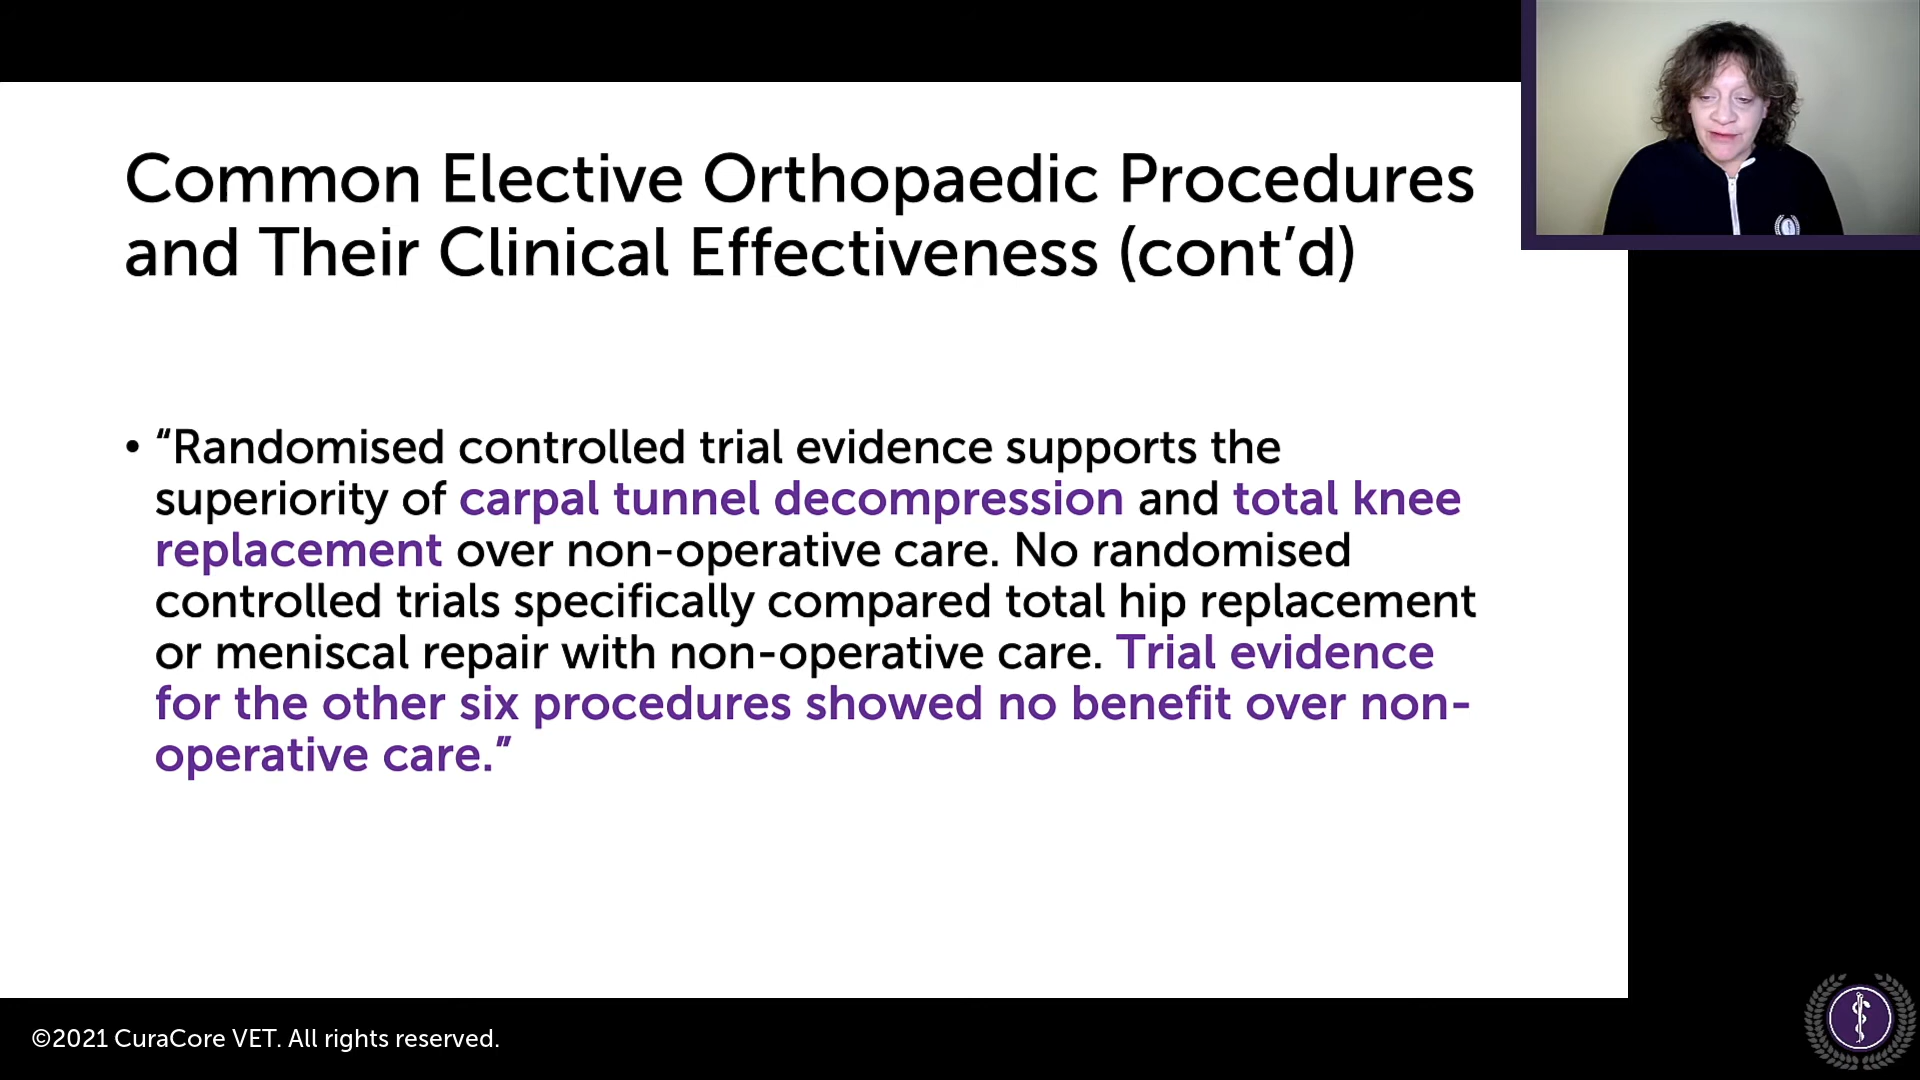 Common Elective Orthopaedic Procedures
and Their Clinical Effectiveness (cont’d)
• “Randomised controlled trial evidence supports the
superiority of carpal tunnel decompression and total knee
replacement over non-operative care. No randomised
controlled trials specifically compared total hip replacement
or meniscal repair with non-operative care. Trial evidence
for the other six procedures showed no benefit over non-
operative care.”
©2021 CuraCore VET. All rights reserved.